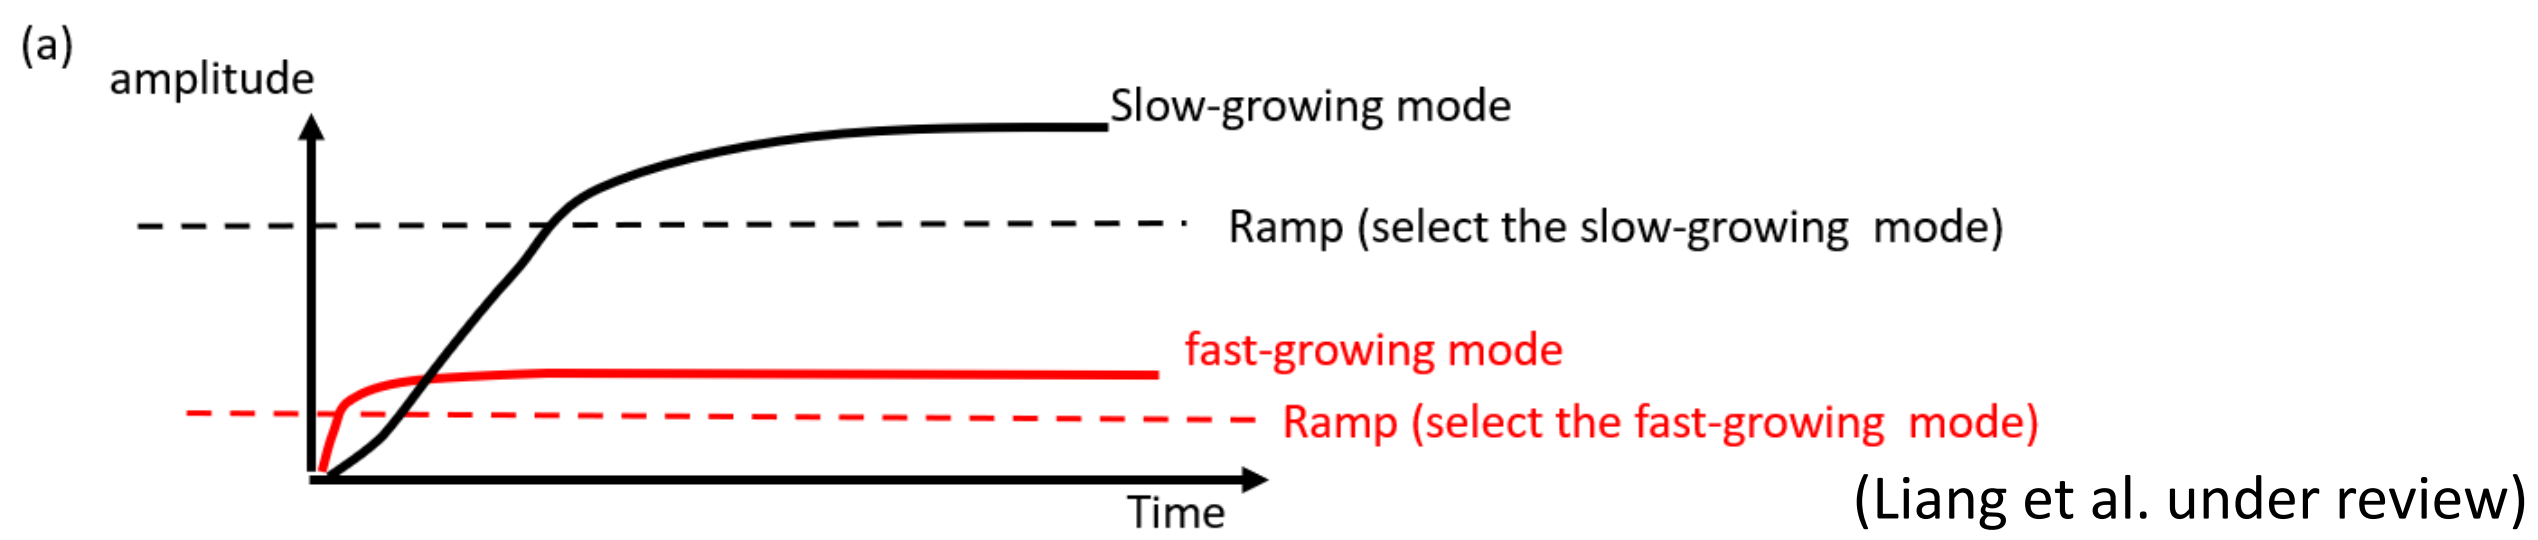 (a)
amplitude
Slow-growing mode
Ramp (select the slow-growing  mode)
fast-growing mode
Ramp (select the fast-growing  mode)
Time
(Liang et al. under review)